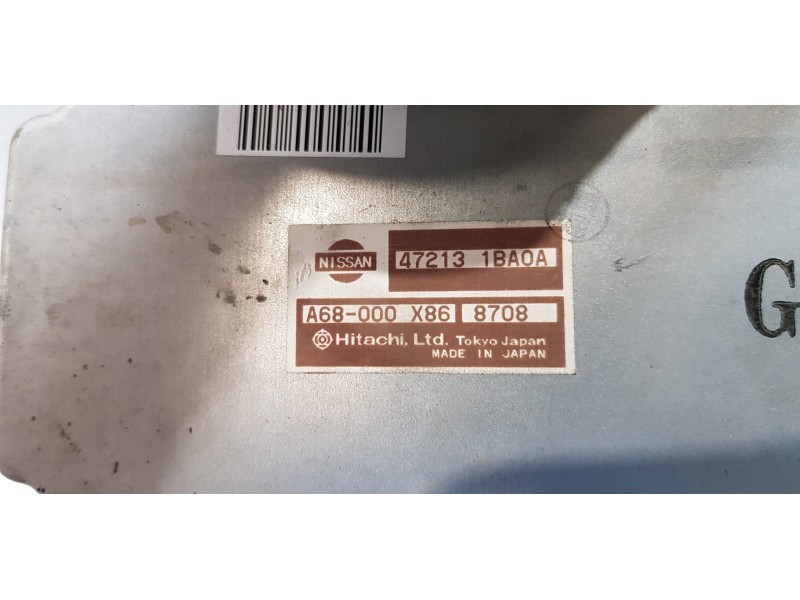 NISSAN
47213 1BA0A
A68-000 X86 8708
Hitachi, Ltd. Tokyo Japan
MADE IN JAPAN
G